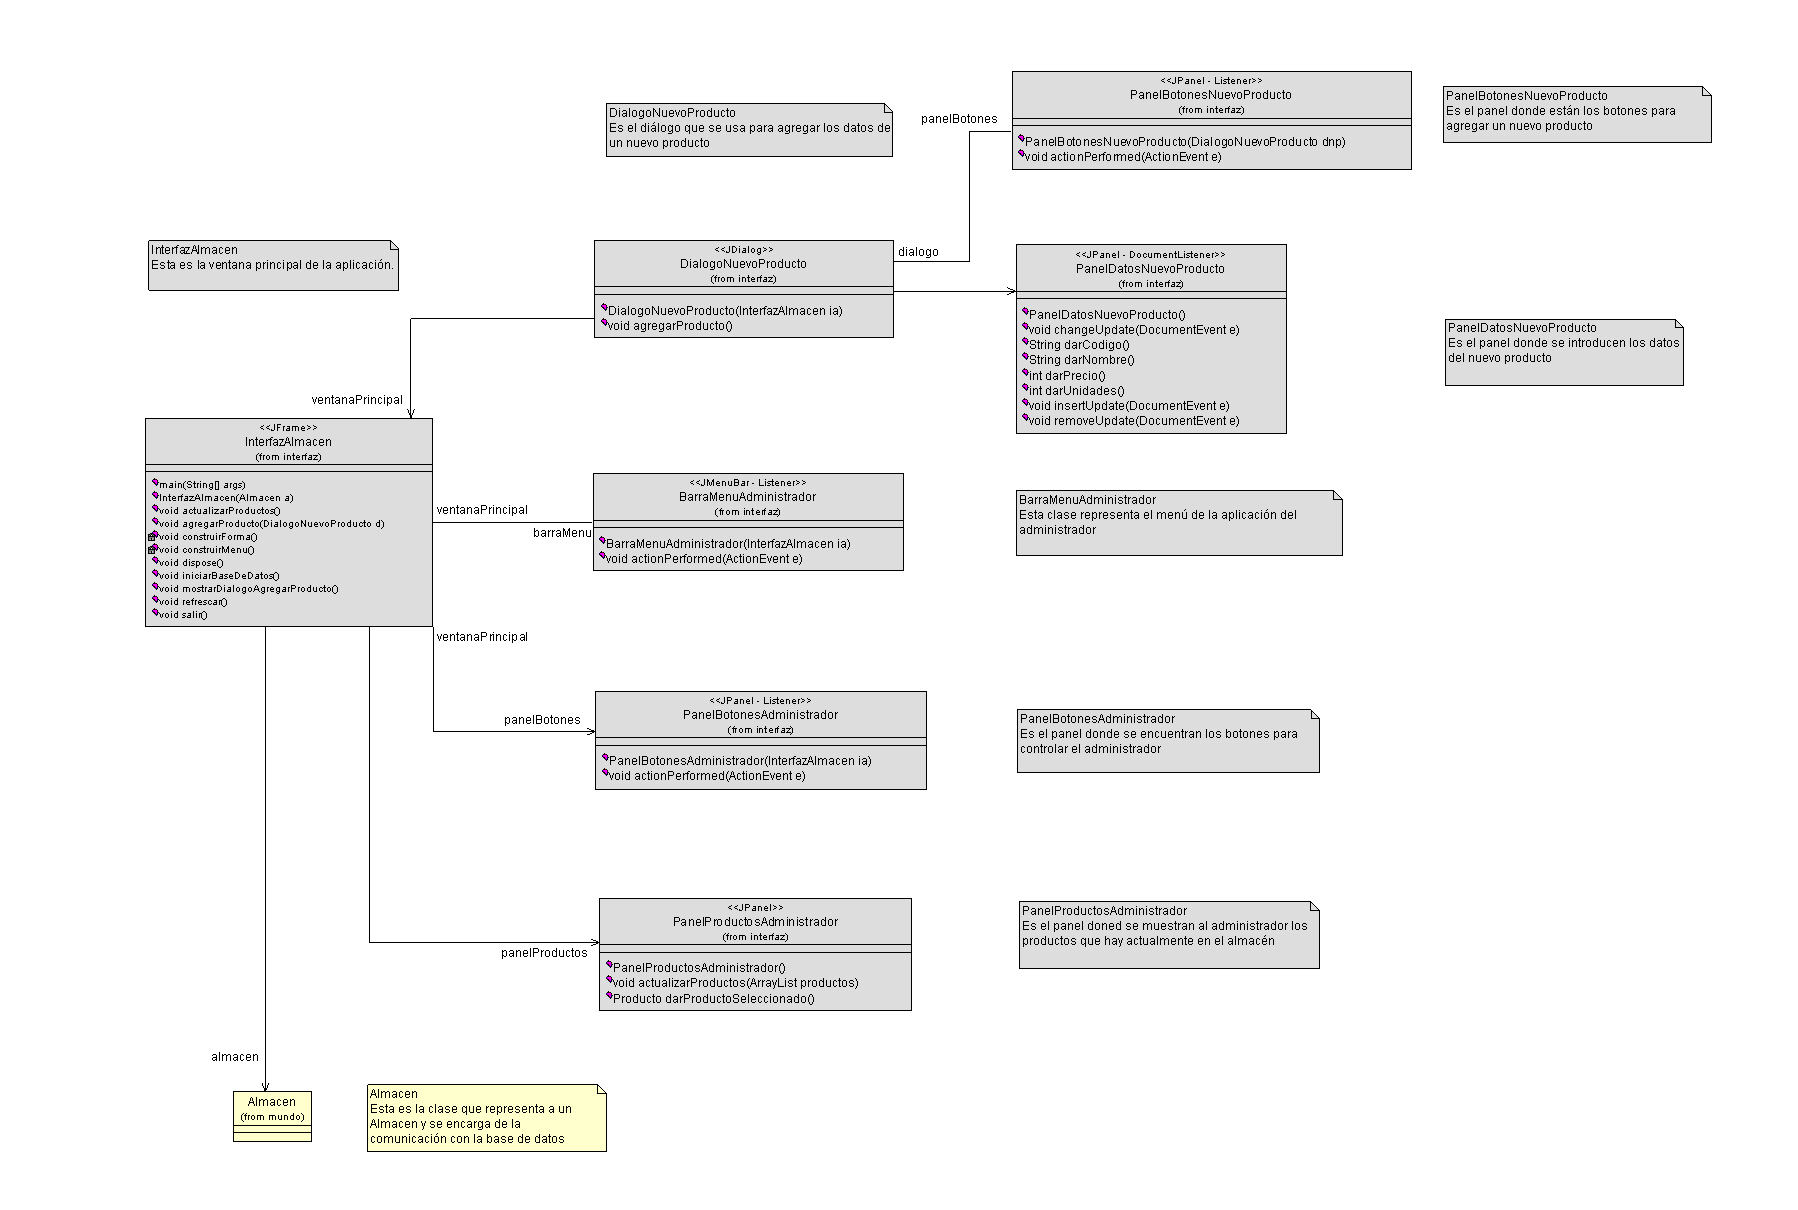 <<JPanel - Listener>>
PanelBotonesNuevoProducto
(from interfaz)
PanelBotonesNuevoProducto(DialogoNuevoProducto dnp)
void actionPerformed(ActionEvent e)
PanelBotonesNuevoProducto
Es el panel donde están los botones para
agregar un nuevo producto
DialogoNuevoProducto
Es el diálogo que se usa para agregar los datos de
un nuevo producto
panelBotones
dialogo
InterfazAlmacen
Esta es la ventana principal de la aplicación.
<<JDialog>>
DialogoNuevoProducto
(from interfaz)
DialogoNuevoProducto(InterfazAlmacen ia)
void agregarProducto()
<<JPanel - DocumentListener>>
PanelDatosNuevoProducto
(from interfaz)
PanelDatosNuevoProducto()
void changeUpdate(DocumentEvent e)
String darCodigo()
String darNombre()
int darPrecio()
int darUnidades()
void insertUpdate(DocumentEvent e)
void removeUpdate(DocumentEvent e)
PanelDatosNuevoProducto
Es el panel donde se introducen los datos
del nuevo producto
ventanaPrincipal
<<JFrame>>
InterfazAlmacen
(from interfaz)
main(String[] args)
InterfazAlmacen(Almacen a)
void actualizarProductos()
void agregarProducto(DialogoNuevoProducto d)
void construirForma()
void construirMenu()
void dispose()
void iniciarBaseDeDatos()
void mostrarDialogoAgregarProducto()
void refrescar()
void salir()
ventanaPrincipal
barraMenu
<<JMenuBar - Listener>>
BarraMenuAdministrador
(from interfaz)
BarraMenuAdministrador(InterfazAlmacen ia)
void actionPerformed(ActionEvent e)
BarraMenuAdministrador
Esta clase representa el menú de la aplicación del
administrador
ventanaPrincipal
panelBotones
<<JPanel - Listener>>
PanelBotonesAdministrador
(from interfaz)
PanelBotonesAdministrador(InterfazAlmacen ia)
void actionPerformed(ActionEvent e)
PanelBotonesAdministrador
Es el panel donde se encuentran los botones para
controlar el administrador
panelProductos
<<JPanel>>
PanelProductosAdministrador
(from interfaz)
PanelProductosAdministrador()
void actualizarProductos(ArrayList productos)
Producto darProductoSeleccionado()
PanelProductosAdministrador
Es el panel doned se muestran al administrador los
productos que hay actualmente en el almacén
almacen
Almacen
(from mundo)
Almacen
Esta es la clase que representa a un
Almacen y se encarga de la
comunicación con la base de datos